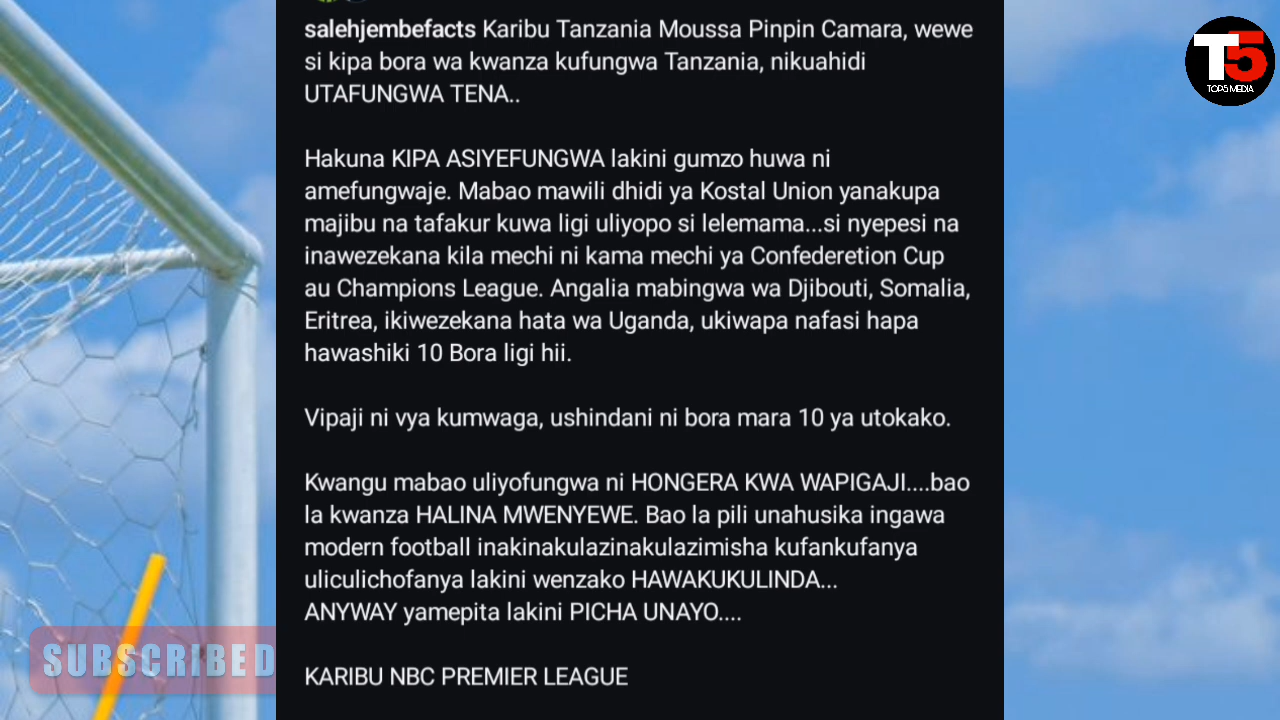 salehjembefacts Karibu Tanzania Moussa Pinpin Camara, wewe
si kipa bora wa kwanza kufungwa Tanzania, nikuahidi
UTAFUNGWA TENA..
Hakuna KIPA ASIYEFUNGWA lakini gumzo huwa ni
amefungwaje. Mabao mawili dhidi ya Kostal Union yanakupa
majibu na tafakur kuwa ligi uliyopo si lelemama...si nyepesi na
inawezekana kila mechi ni kama mechi ya Confederetion Cup
au Champions League. Angalia mabingwa wa Djibouti, Somalia,
Eritrea, ikiwezekana hata wa Uganda, ukiwapa nafasi hapa
hawashiki 10 Bora ligi hii.
Vipaji ni vya kumwaga, ushindani ni bora mara 10 ya utokako.
Kwangu mabao uliyofungwa ni HONGERA KWA WAPIGAJI....bao
la kwanza HALINA MWENYEWE. Bao la pili unahusika ingawa
modern football inakinakulazinakulazimisha kufankufanya
uliculichofanya lakini wenzako HAWAKUKULINDA...
ANYWAY yamepita lakini PICHA UNAYO....
KARIBU NBC PREMIER LEAGUE
T5
TOP5 MEDIA
SUBSCRIBED